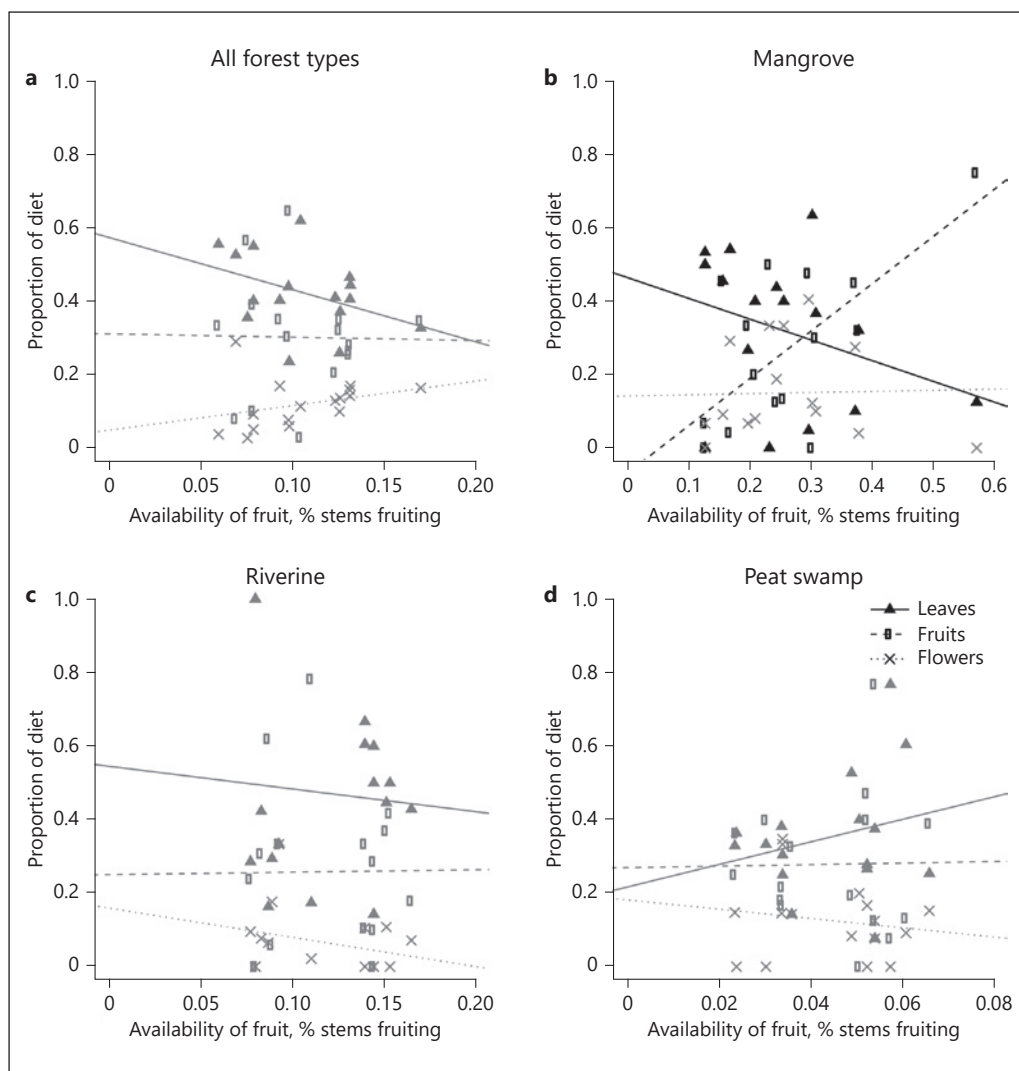 All forest types
a
1.0
0.8
0.6
0.4
0.2
0
Proportion of diet
0 0.05 0.10 0.15 0.20
Availability of fruit, % stems fruiting
Mangrove
b
1.0
0.8
0.6
0.4
0.2
0
Proportion of diet
0 0.1 0.2 0.3 0.4 0.5 0.6
Availability of fruit, % stems fruiting
Riverine
c
1.0
0.8
0.6
0.4
0.2
0
Proportion of diet
0 0.05 0.10 0.15 0.20
Availability of fruit, % stems fruiting
Peat swamp
d
Leaves
Fruits
Flowers
1.0
0.8
0.6
0.4
0.2
0
Proportion of diet
0 0.02 0.04 0.06 0.08
Availability of fruit, % stems fruiting